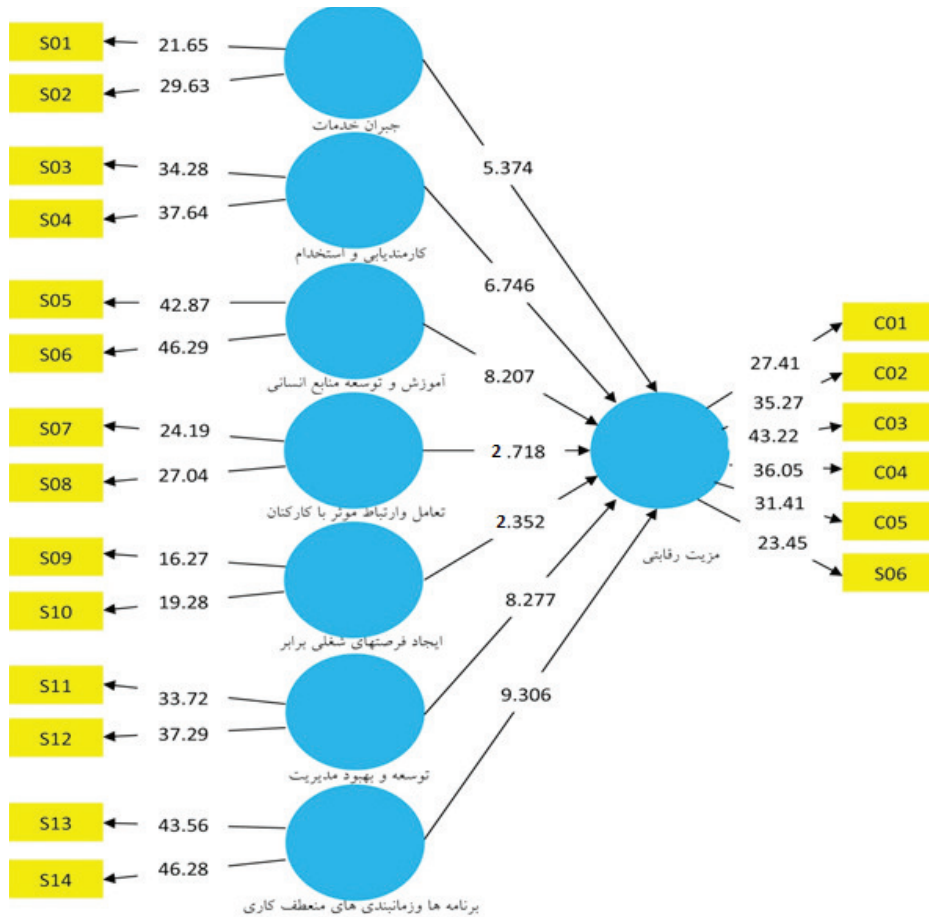 S01
21.65
S02
29.63
جبران خدمات
5.374
S03
34.28
S04
37.64
کارمندیابی و استخدام
6.746
S05
42.87
S06
46.29
آموزش و توسعه منابع انسانی
8.207
S07
24.19
S08
27.04
تعامل وارتباط موثر با کارکنان
2 .718
S09
16.27
S10
19.28
ایجاد فرصتهای شغلی برابر
2.352
S11
33.72
S12
37.29
توسعه و بهبود مدیریت
8.277
S13
43.56
S14
46.28
برنامه ها وزمانبندی های منعطف کاری
9.306
مزیت رقابتی
27.41
C01
35.27
C02
43.22
C03
36.05
C04
31.41
C05
23.45
S06